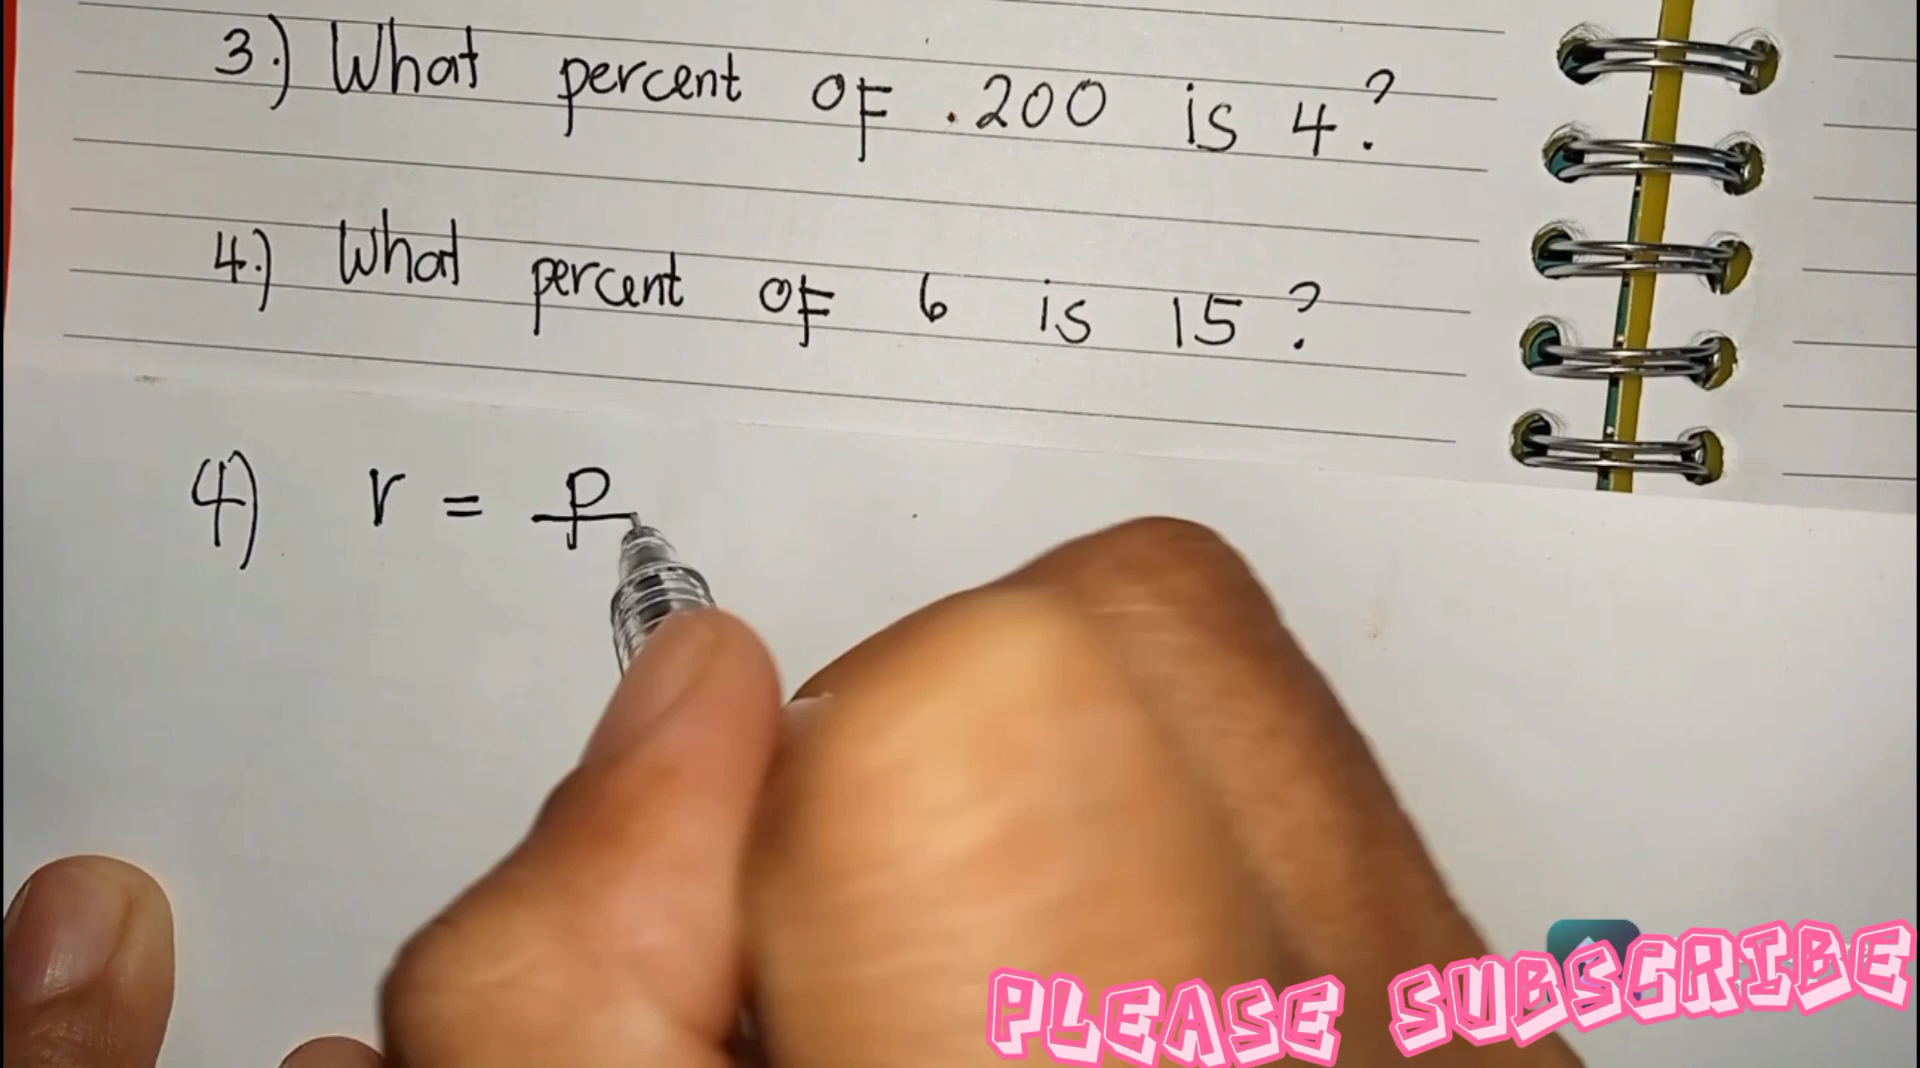 3.) What percent OF .200 is 4?
4.) What percent OF 6 is 15?
4) r = P
PLEASE SUBSCRIBE